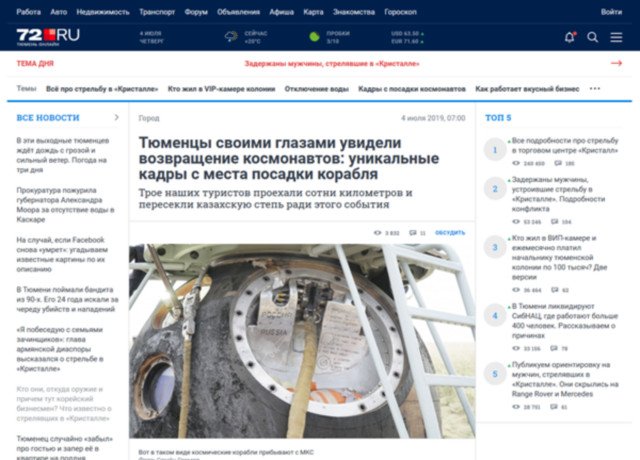 Работа Авто Недвижимость Транспорт Форум Объявления Афиша Карта Знакомства Гороскоп Войти
72.RU
ТЮМЕНЬ ОНЛАЙН
4 ИЮЛЯ
ЧЕТВЕРГ
СЕЙЧАС
+20°C
ПРОБКИ
3/10
USD 63.50
EUR 71.60
ТЕМА ДНЯ
Задержаны мужчины, стрелявшие в «Кристалле»
Темы Всё про стрельбу в «Кристалле» Кто жил в VIP-камере колонии Отключение воды Кадры с посадки космонавтов Как работает вкусный бизнес
ВСЕ НОВОСТИ
В эти выходные тюменцев
ждёт дождь с грозой и
сильный ветер. Погода на
три дня
Прокуратура пожурила
губернатора Александра
Моора за отсутствие воды в
Каскаре
На случай, если Facebook
снова «умрет»: угадываем
известные картины по их
описанию
В Тюмени поймали бандита
из 90-х. Его 24 года искали за
череду убийств и нападений
«Я побеседую с семьями
зачинщиков»: глава
армянской диаспоры
высказался о стрельбе в
«Кристалле»
Кто они, откуда оружие и
причем тут корейский
бизнесмен? Что известно о
стрелявших в «Кристалле»
Тюменец случайно «забыл»
про гостью и запер её в
квартире на полдня
Город
4 июля 2019, 07:00
Тюменцы своими глазами увидели
возвращение космонавтов: уникальные
кадры с места посадки корабля
Трое наших туристов проехали сотни километров и
пересекли казахскую степь ради этого события
3 832 11 ОБСУДИТЬ
РОССИЯ
RUSSIA
Вот в таком виде космические корабли прибывают с МКС
ТОП 5
1
Все подробности про стрельбу
в торговом центре «Кристалл»
240 450 185
2
Задержаны мужчины,
устроившие стрельбу в
«Кристалле». Подробности
конфликта
53 246 104
3
Кто жил в ВИП-камере и
ежемесячно платил
начальнику тюменской
колонии по 100 тысяч? Две
версии
36 494 62
4
В Тюмени ликвидируют
СибНАЦ, где работают больше
400 человек. Рассказываем о
причинах
33 156 78
5
Публикуем ориентировку на
мужчин, стрелявших в
«Кристалле». Они скрылись на
Range Rover и Mercedes
28 781 61